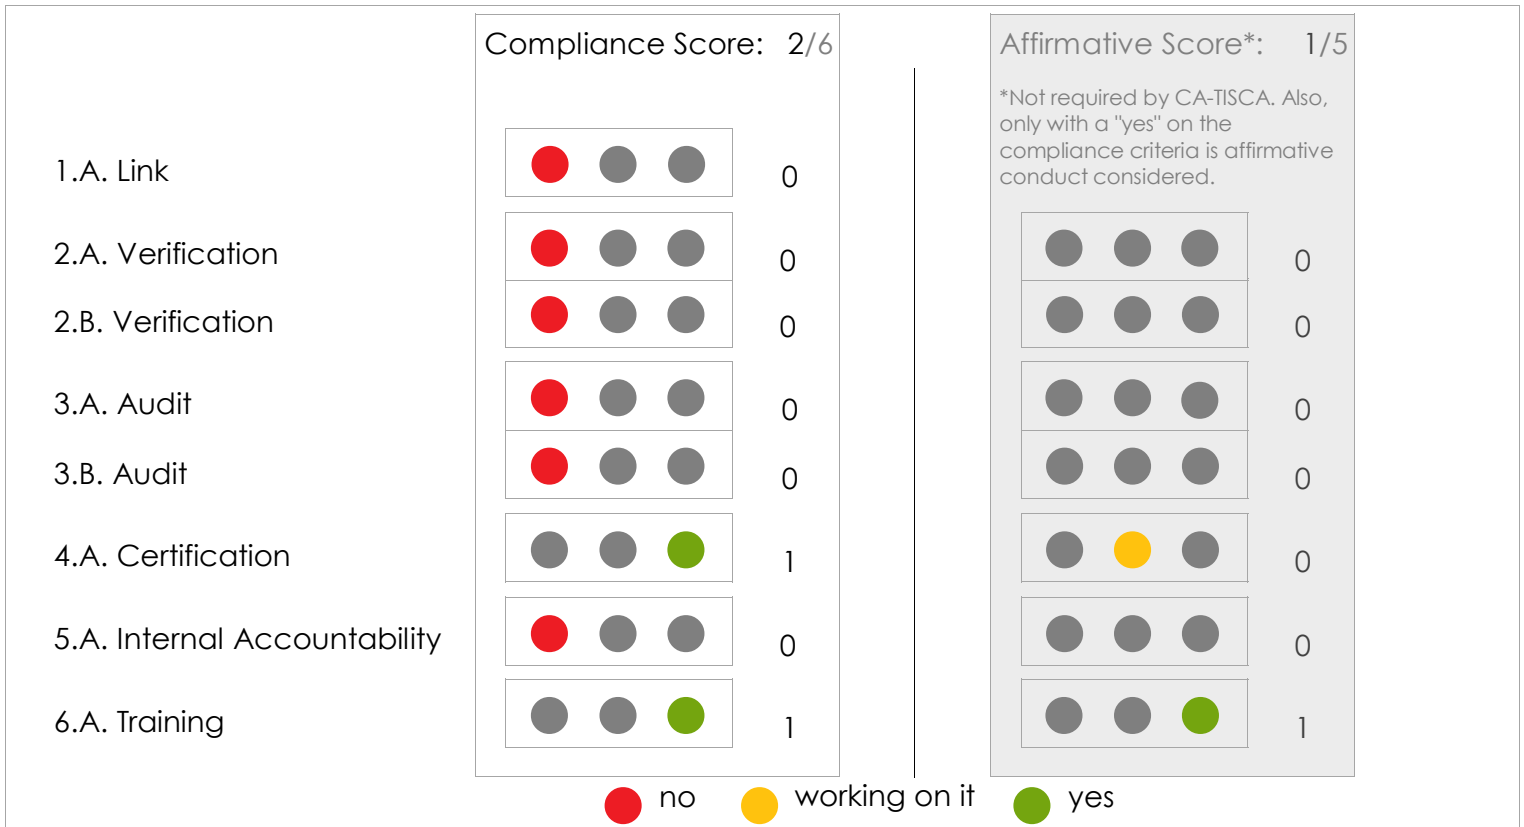 Compliance Score: 2/6
Affirmative Score*: 1/5
*Not required by CA-TISCA. Also,
only with a "yes" on the
compliance criteria is affirmative
conduct considered.
1.A. Link 0
2.A. Verification 0 0
2.B. Verification 0 0
3.A. Audit 0 0
3.B. Audit 0 0
4.A. Certification 1 0
5.A. Internal Accountability 0 0
6.A. Training 1 1
no working on it yes